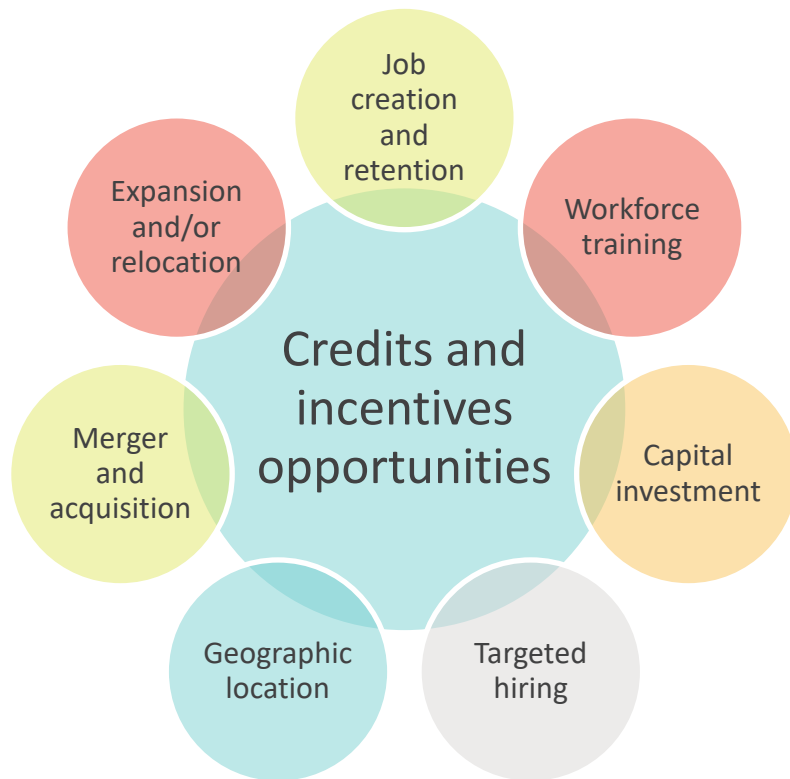 Job
creation
and
retention
Workforce
training
Capital
investment
Targeted
hiring
Geographic
location
Merger
and
acquisition
Expansion
and/or
relocation
Credits and
incentives
opportunities